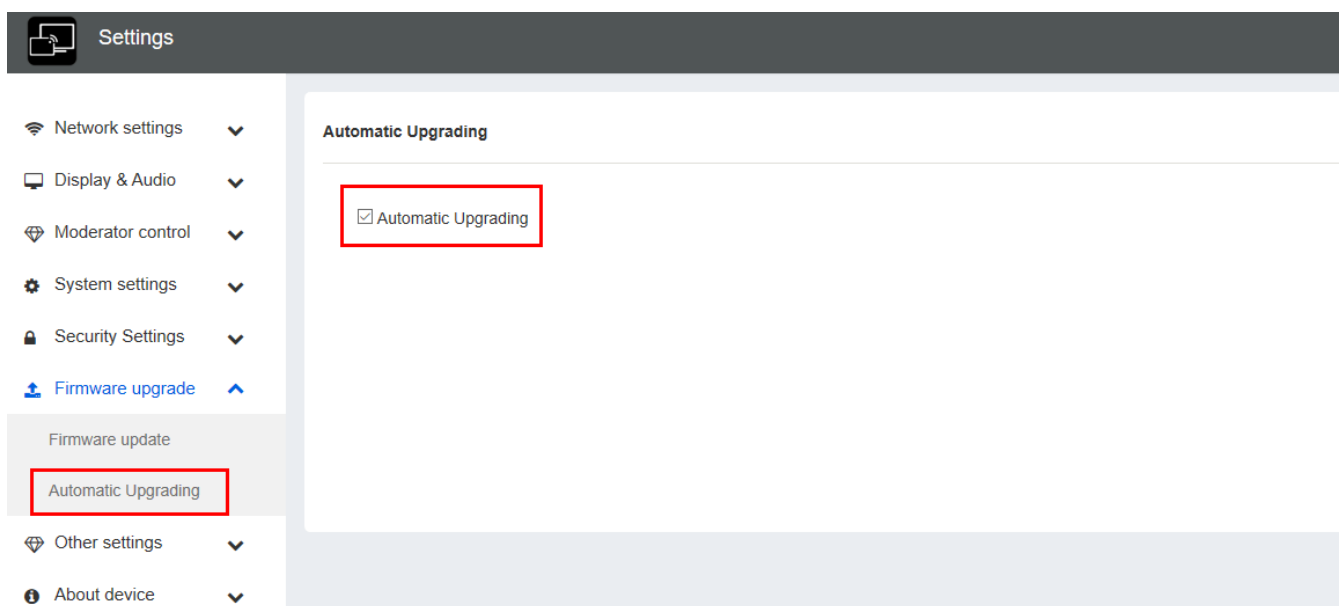 Settings
Network settings
Display & Audio
Moderator control
System settings
Security Settings
Firmware upgrade
Firmware update
Automatic Upgrading
Other settings
About device
Automatic Upgrading
Automatic Upgrading